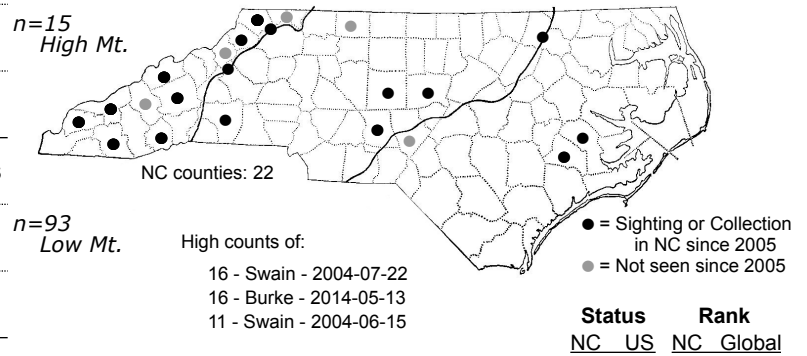 n=15
High Mt.
NC counties: 22
n=93
Low Mt.
High counts of:
16 - Swain - 2004-07-22
16 - Burke - 2014-05-13
11 - Swain - 2004-06-15
= Sighting or Collection
in NC since 2005
= Not seen since 2005
Status Rank
NC US NC Global